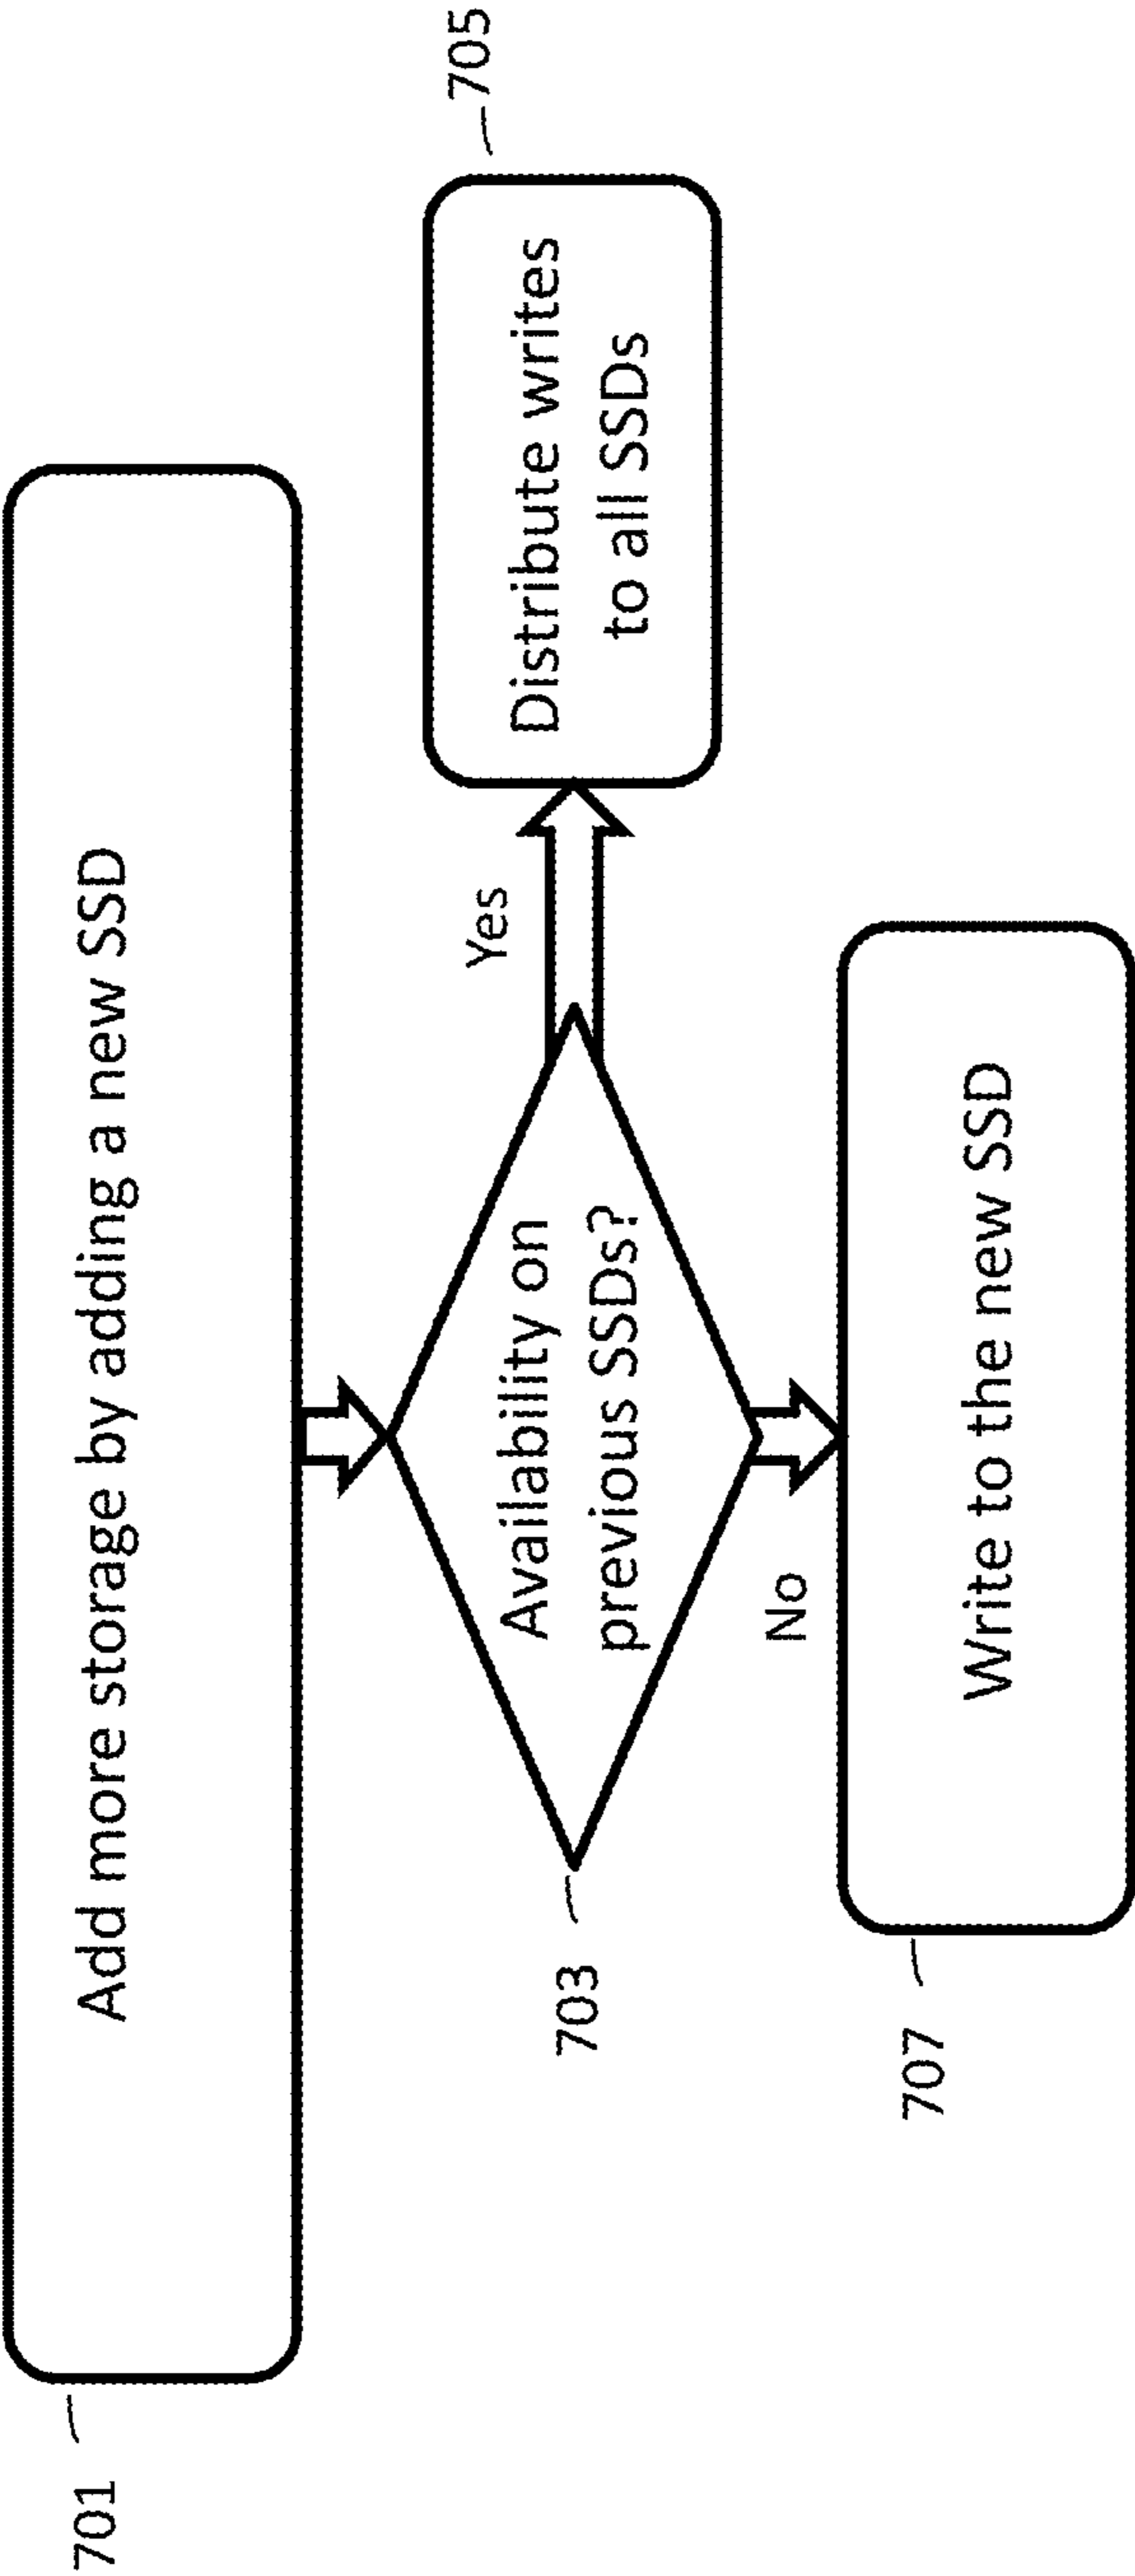 701
Add more storage by adding a new SSD
703
Availability on
previous SSDs?
Yes
705
Distribute writes
to all SSDs
No
707
Write to the new SSD